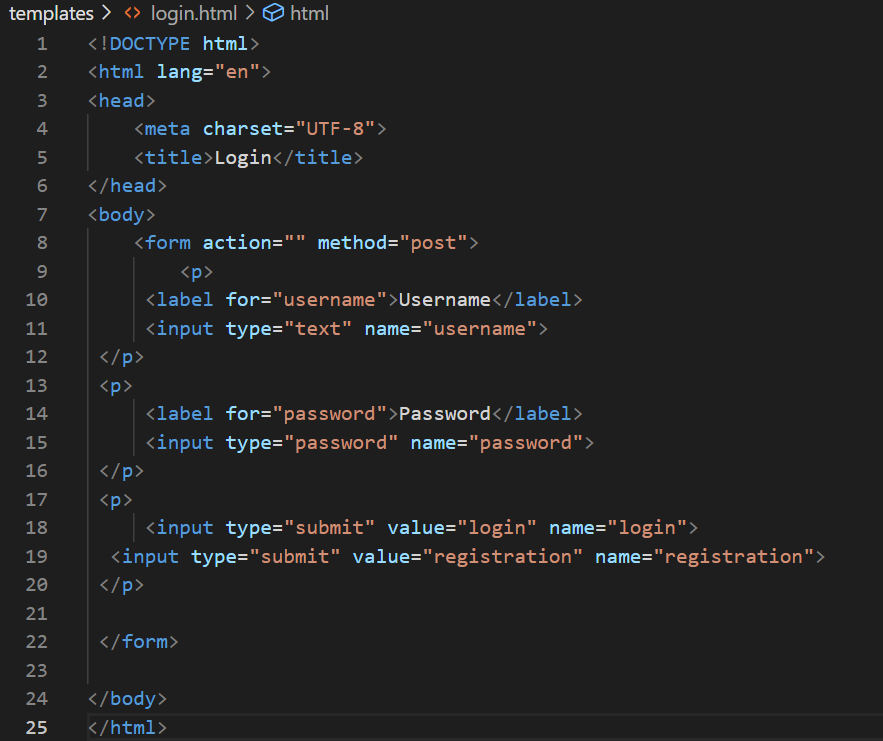 templates > <> login.html > html
1 <!DOCTYPE html>
2 <html lang="en">
3 <head>
4     <meta charset="UTF-8">
5     <title>Login</title>
6 </head>
7 <body>
8     <form action="" method="post">
9         <p>
10      <label for="username">Username</label>
11      <input type="text" name="username">
12  </p>
13  <p>
14      <label for="password">Password</label>
15      <input type="password" name="password">
16  </p>
17  <p>
18      <input type="submit" value="login" name="login">
19   <input type="submit" value="registration" name="registration">
20  </p>
21
22  </form>
23
24 </body>
25 </html>